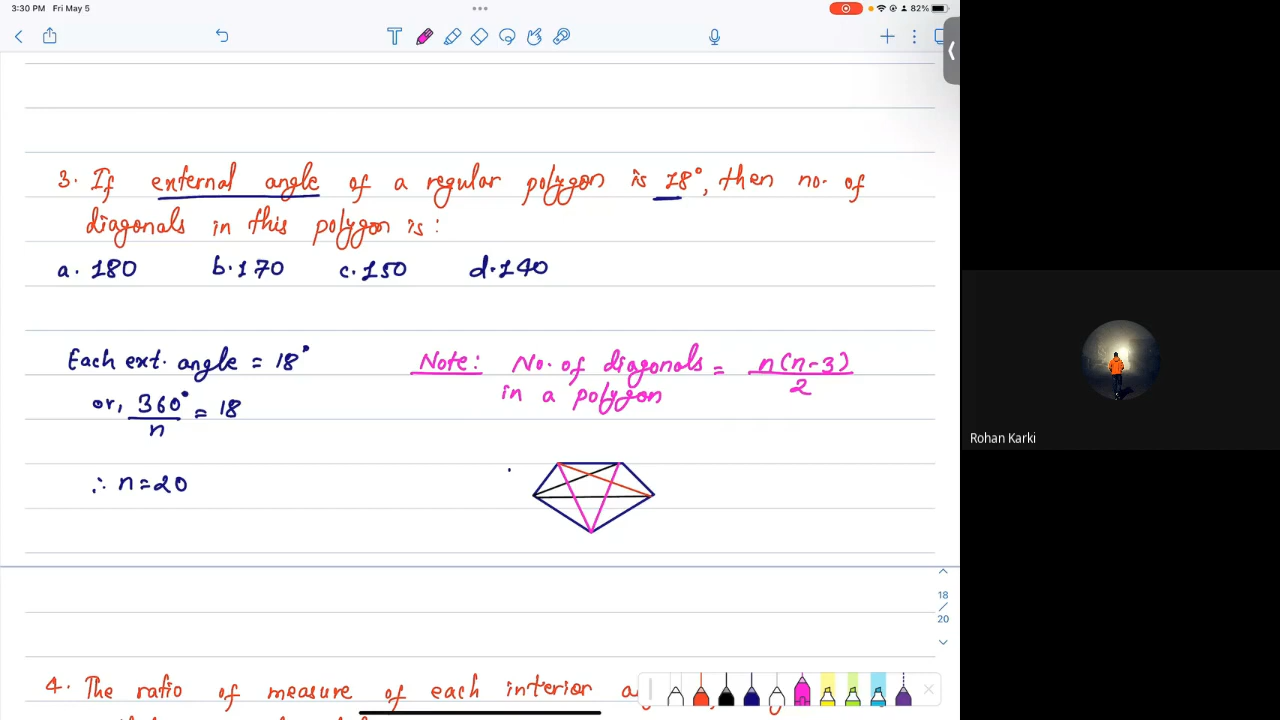 3:30 PM Fri May 5
82%
3. If external angle of a regular polygon is 18°, then no. of
diagonals in this polygon is:
a. 180 b. 170 c. 150 d. 140
Each ext. angle = 18°
or, 360°/n = 18
∴ n = 20
Note: No. of diagonals = n(n-3)/2
in a polygon
Rohan Karki
18
/
20
4. The ratio of measure of each interior